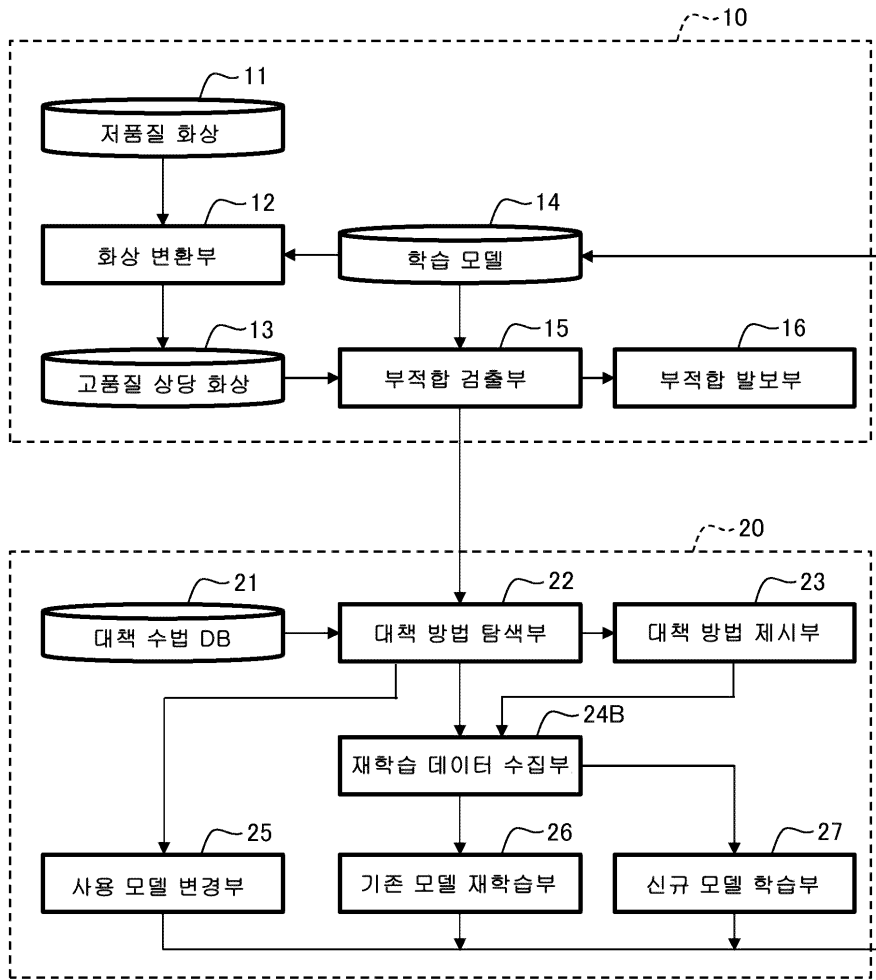 10
11
저품질 화상
12
화상 변환부
14
학습 모델
13
고품질 상당 화상
15
부적합 검출부
16
부적합 발보부
20
21
대책 수법 DB
22
대책 방법 탐색부
23
대책 방법 제시부
24B
재학습 데이터 수집부
25
사용 모델 변경부
26
기존 모델 재학습부
27
신규 모델 학습부